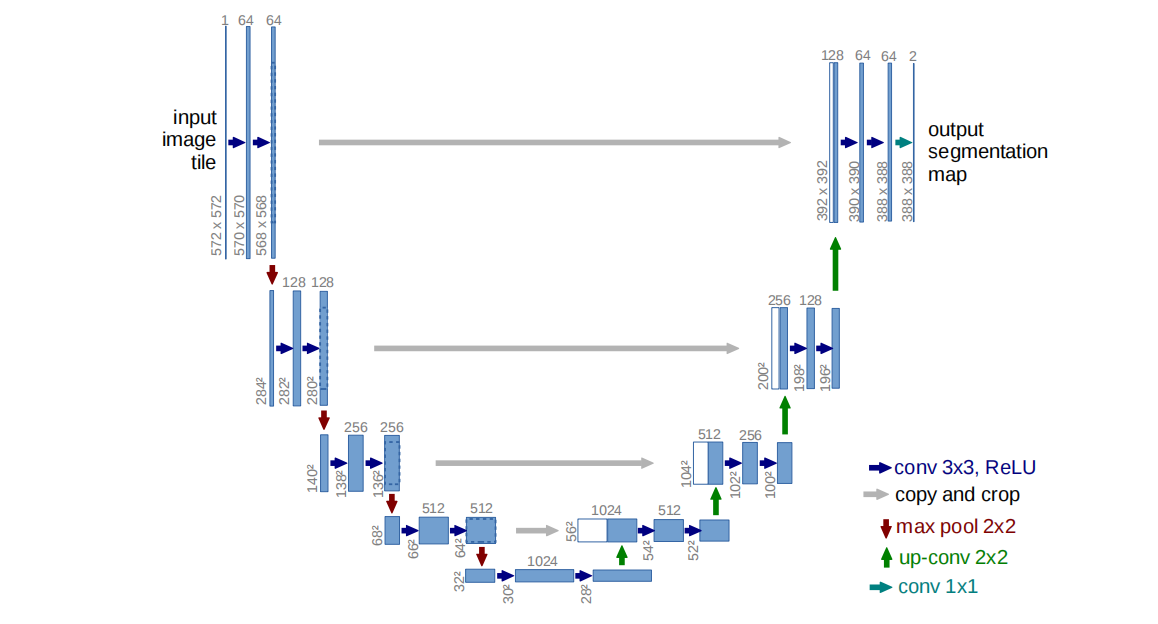 1 64 64
input
image
tile
572 x 572
570 x 570
568 x 568
128 64 64 2
output
segmentation
map
392 x 392
390 x 390
388 x 388
388 x 388
128 128
284²
282²
280²
256 128
200²
198²
196²
256 256
140²
138²
136²
512 256
104²
102²
100²
512 512
68²
66²
64²
1024 512
56²
54²
52²
1024
32²
30²
28²
conv 3x3, ReLU
copy and crop
max pool 2x2
up-conv 2x2
conv 1x1